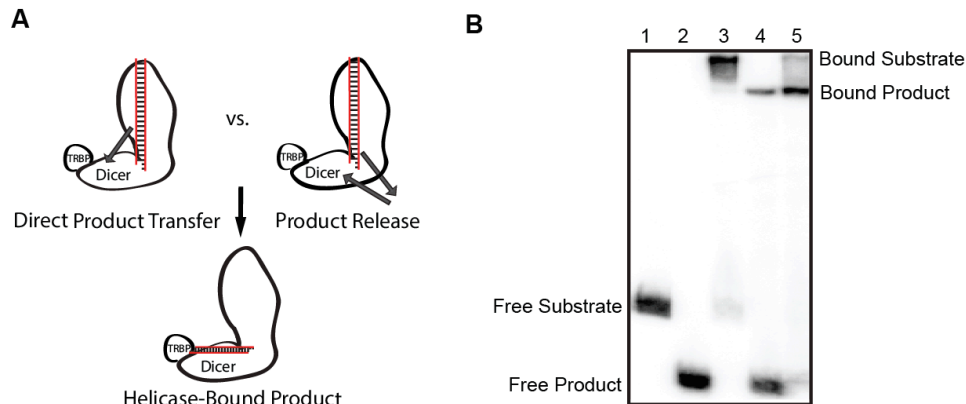 A
TRBP
Dicer
vs.
TRBP
Dicer
Direct Product Transfer
Product Release
TRBP
Dicer
Helicase-Bound Product
B
1 2 3 4 5
Bound Substrate
Bound Product
Free Substrate
Free Product